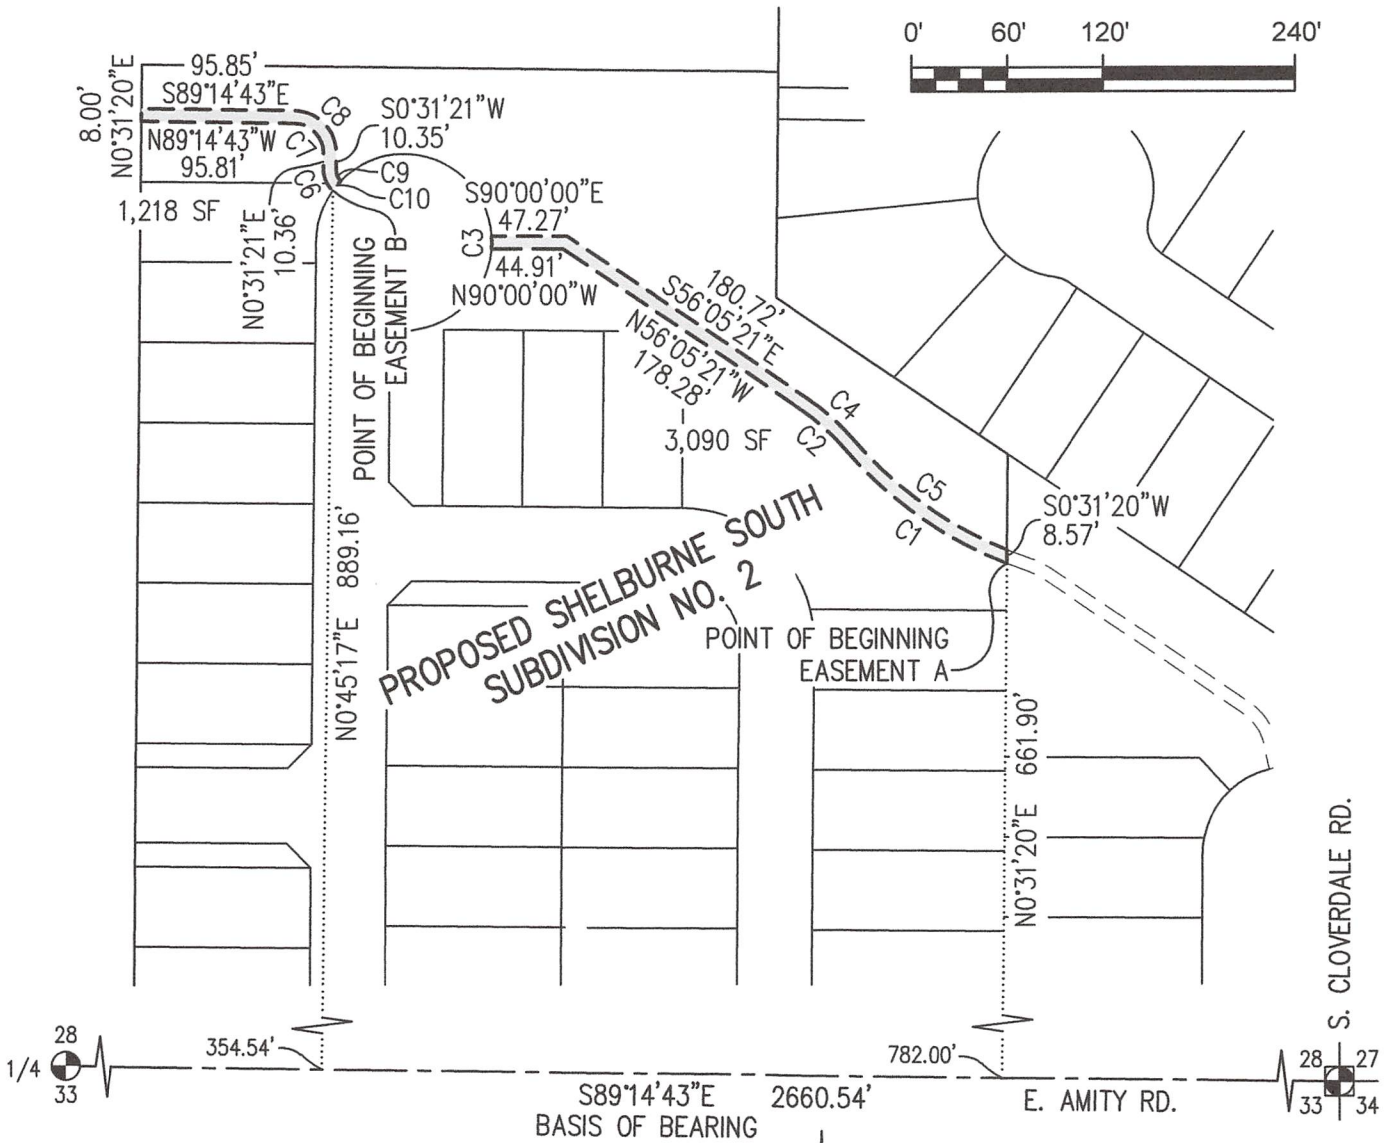 0' 60' 120' 240'
95.85'
S89°14'43"E
8.00'
N0°31'20"E
N89°14'43"W
95.81'
C8
C7
S0°31'21"W
10.35'
C9
C10
C6
1,218 SF
N0°31'21"E
10.36'
S90°00'00"E
47.27'
C3
44.91'
N90°00'00"W
POINT OF BEGINNING
EASEMENT B
180.72'
S56°05'21"E
N56°05'21"W
178.28'
C4
C2
3,090 SF
C5
C1
S0°31'20"W
8.57'
PROPOSED SHELBURNE SOUTH
SUBDIVISION NO. 2
N0°45'17"E 889.16'
POINT OF BEGINNING
EASEMENT A
N0°31'20"E 661.90'
S. CLOVERDALE RD.
28
1/4
33
354.54'
782.00'
28 27
33 34
S89°14'43"E 2660.54'
BASIS OF BEARING
E. AMITY RD.